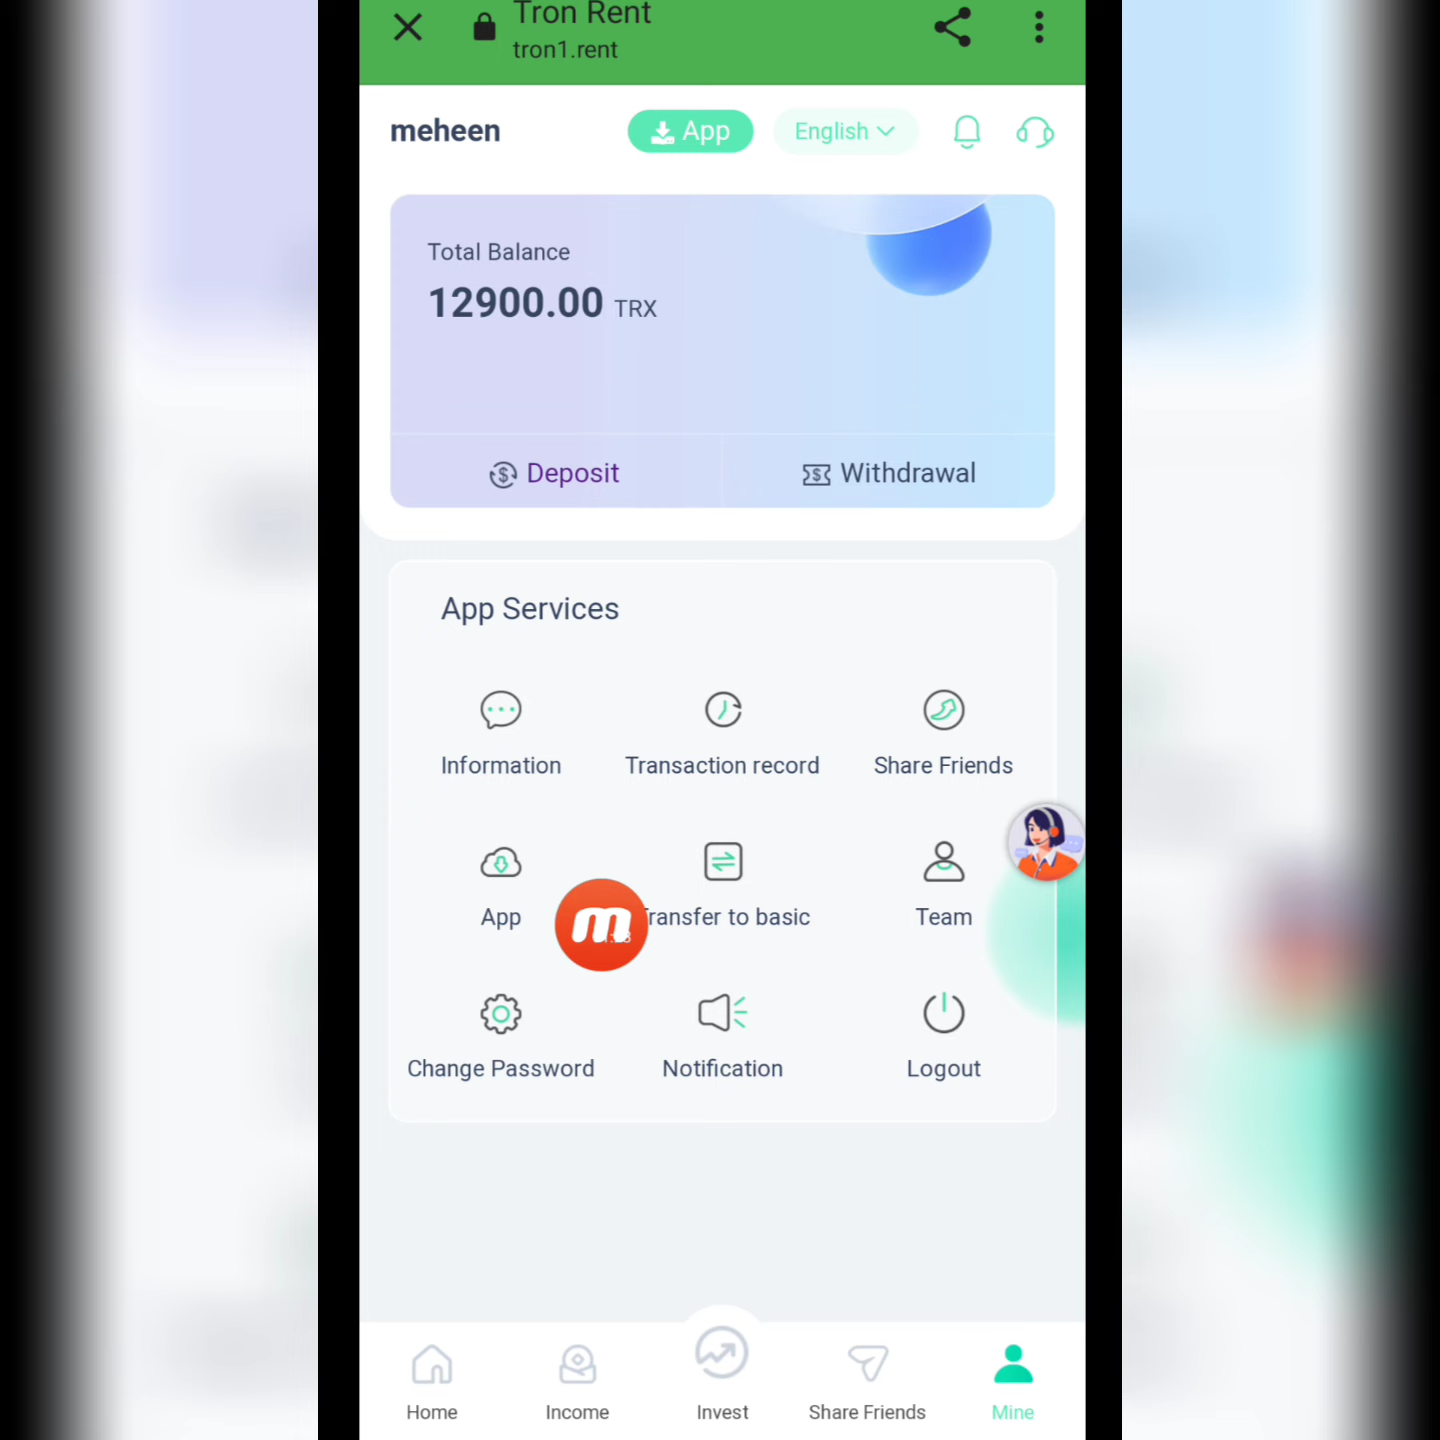 Tron Rent
tron1.rent
meheen
App
English
Total Balance
12900.00 TRX
Deposit
Withdrawal
App Services
Information
Transaction record
Share Friends
App
Transfer to basic
Team
Change Password
Notification
Logout
Home
Income
Invest
Share Friends
Mine